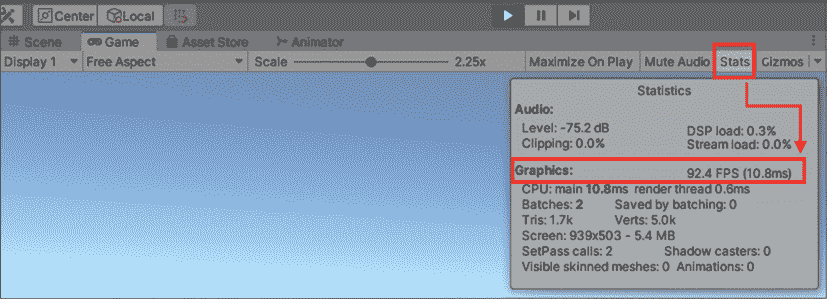 Center Local
Scene Game Asset Store Animator
Display 1 Free Aspect Scale 2.25x Maximize On Play Mute Audio Stats Gizmos
Statistics
Audio:
Level: -75.2 dB DSP load: 0.3%
Clipping: 0.0% Stream load: 0.0%
Graphics: 92.4 FPS (10.8ms)
CPU: main 10.8ms render thread 0.6ms
Batches: 2 Saved by batching: 0
Tris: 1.7k Verts: 5.0k
Screen: 939x503 - 5.4 MB
SetPass calls: 2 Shadow casters: 0
Visible skinned meshes: 0 Animations: 0